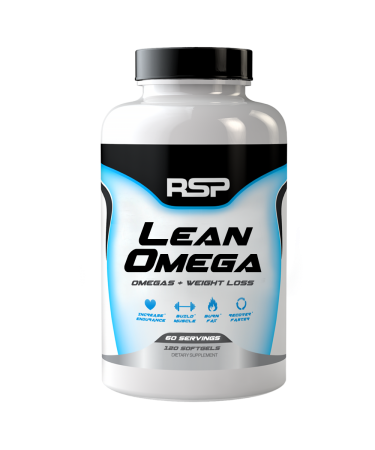 RSP
LEAN
OMEGA
OMEGAS + WEIGHT LOSS
INCREASE* BUILD* BURN* RECOVER*
ENDURANCE MUSCLE FAT FASTER
60 SERVINGS
120 SOFTGELS
DIETARY SUPPLEMENT